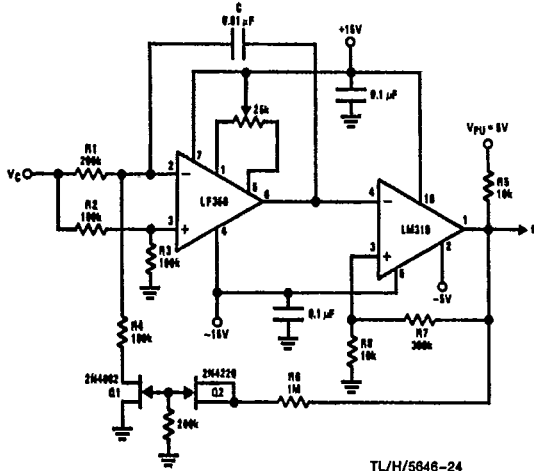 C
0.01 μF
+15V
25k
0.1 μF
VPU = 5V
R1
200k
R5
10k
VC
2
7
1
5
6
LF356
R2
100k
3
4
R3
100k
4
10
LM319
1
3
5
2
-15V
0.1 μF
-5V
R4
100k
R8
10k
R7
300k
2N4092
Q1
2N4220
Q2
R6
1M
200k
TL/H/5646-24